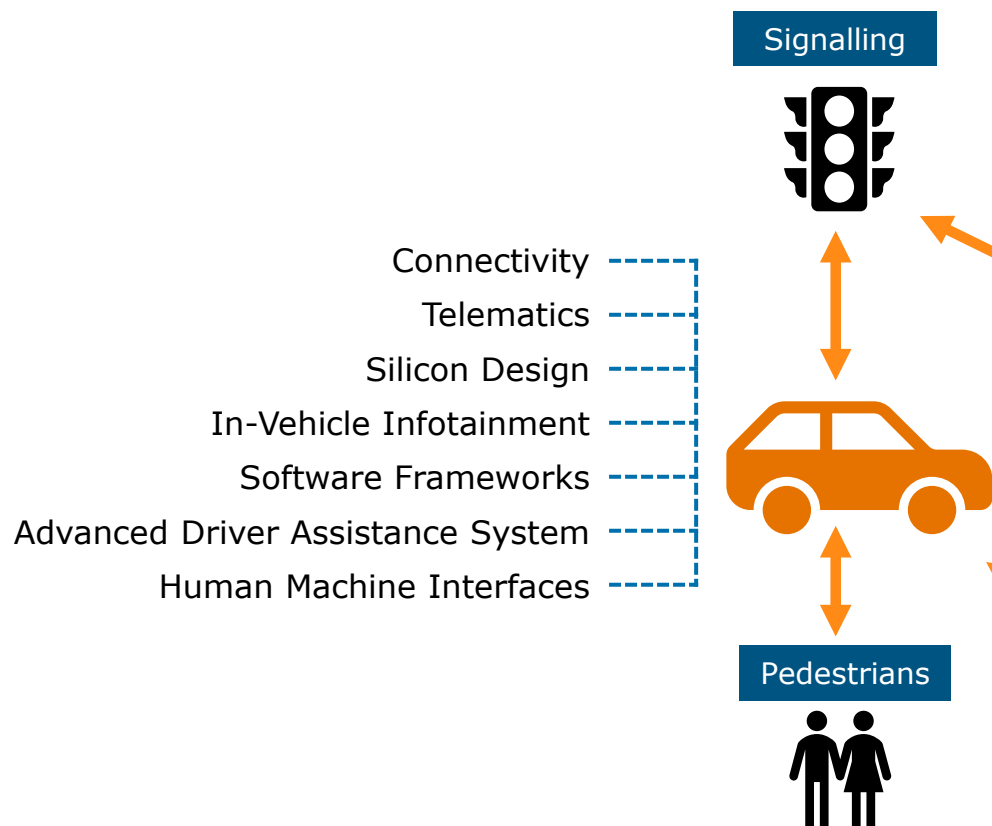 Signalling
Connectivity
Telematics
Silicon Design
In-Vehicle Infotainment
Software Frameworks
Advanced Driver Assistance System
Human Machine Interfaces
Pedestrians